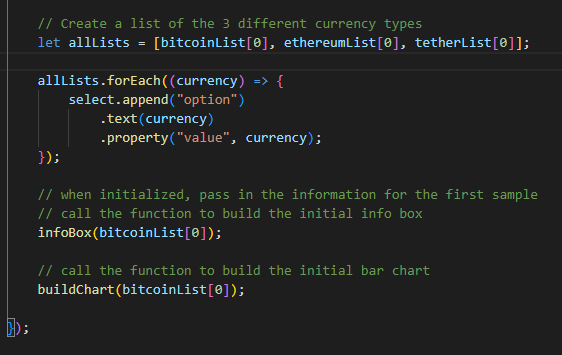 // Create a list of the 3 different currency types
let allLists = [bitcoinList[0], ethereumList[0], tetherList[0]];
allLists.forEach((currency) => {
select.append("option")
.text(currency)
.property("value", currency);
});
// when initialized, pass in the information for the first sample
// call the function to build the initial info box
infoBox(bitcoinList[0]);
// call the function to build the initial bar chart
buildChart(bitcoinList[0]);
});